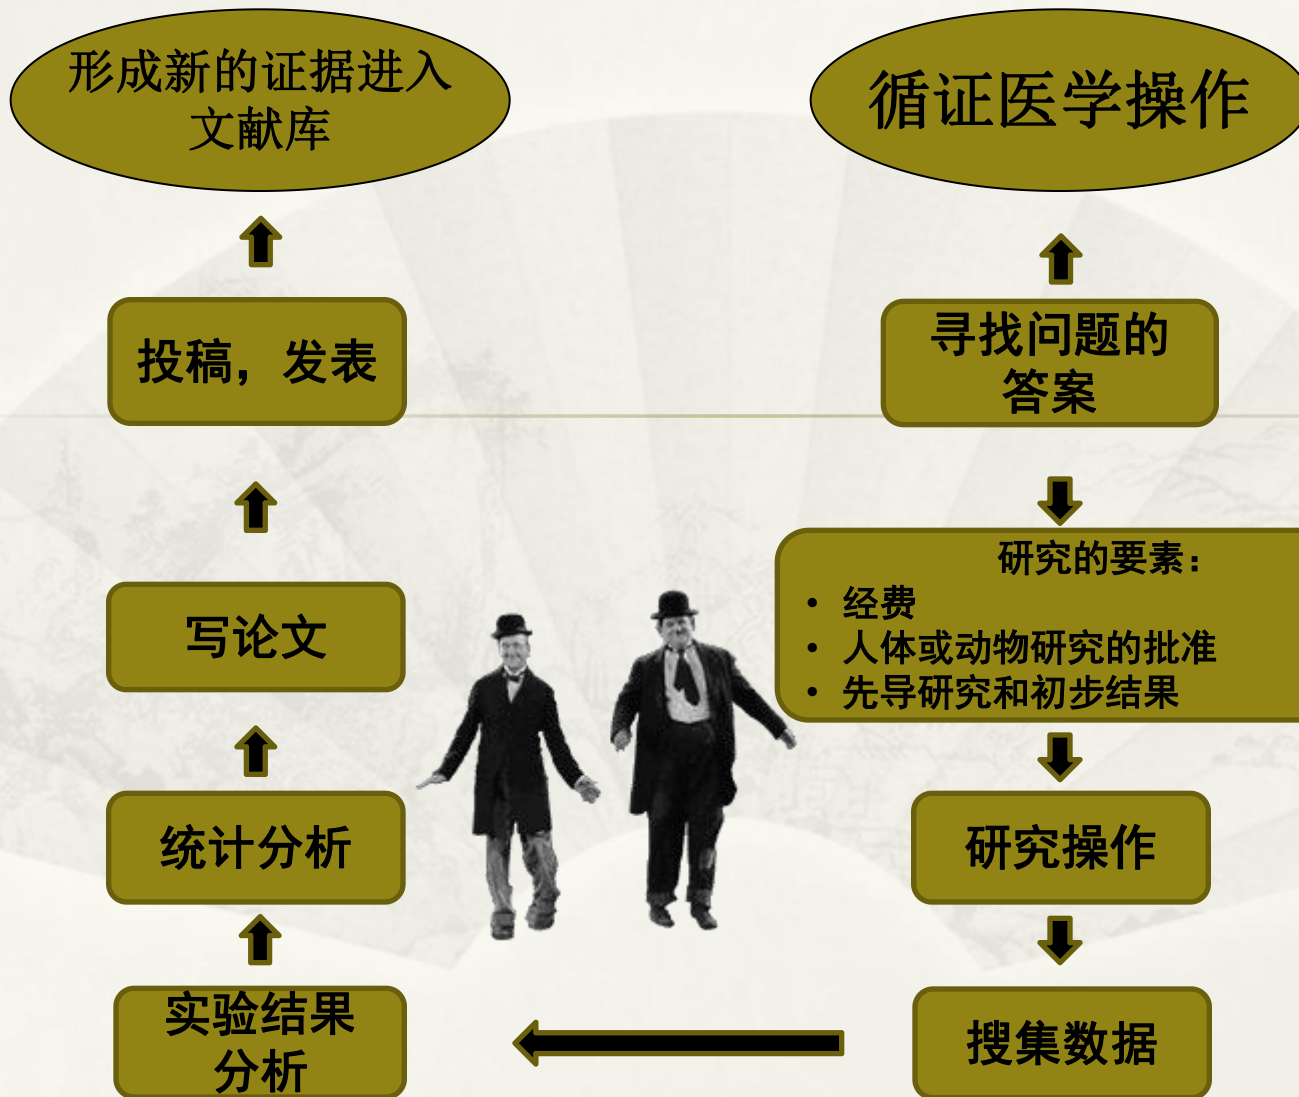 形成新的证据进入
文献库
循证医学操作
投稿，发表
寻找问题的
答案
研究的要素：
• 经费
• 人体或动物研究的批准
• 先导研究和初步结果
写论文
统计分析
研究操作
实验结果
分析
搜集数据